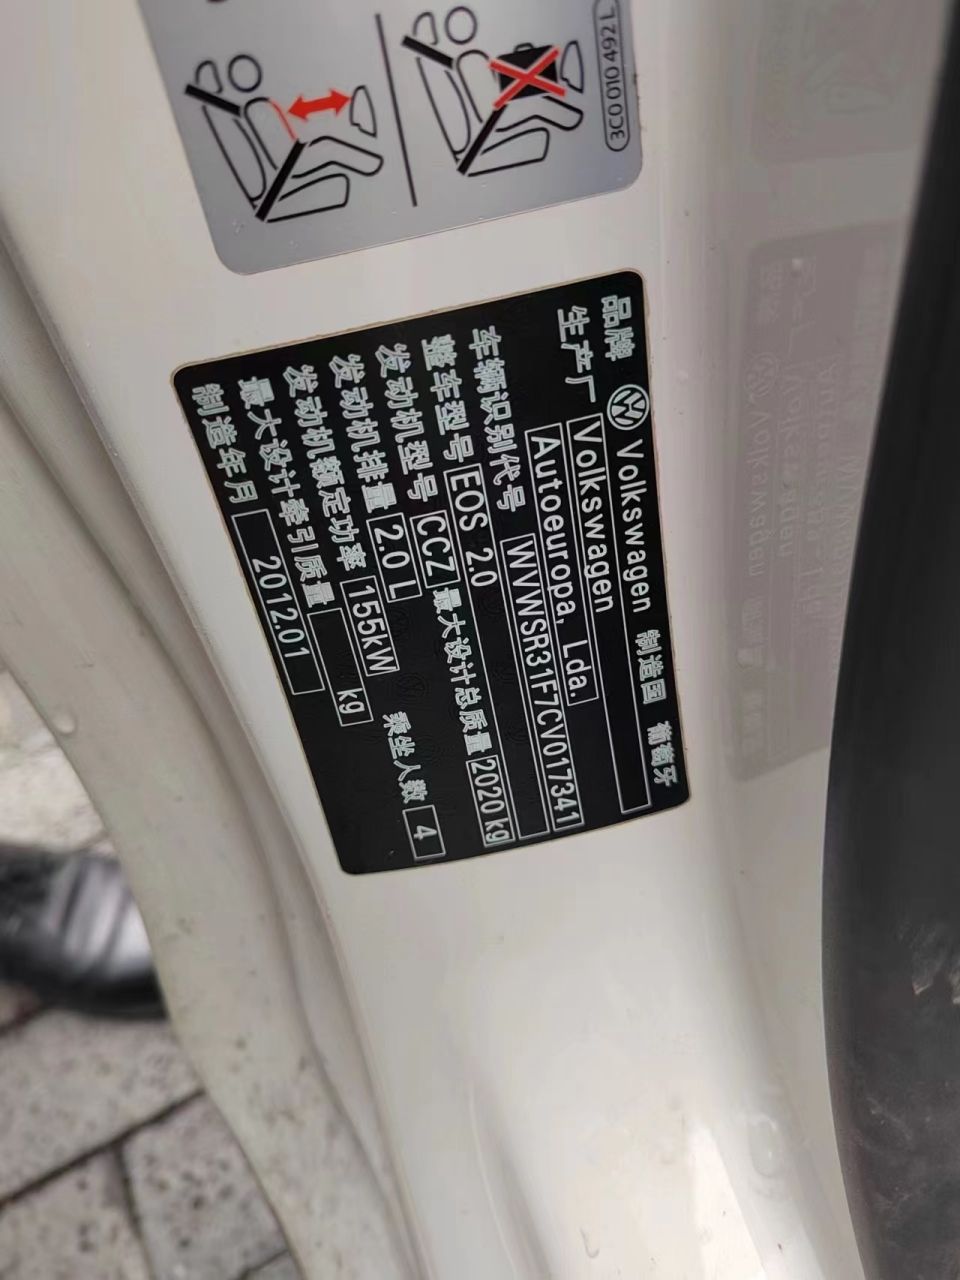 3C0 010 492 L
品牌 Volkswagen 制造国 葡萄牙
生产厂 Volkswagen
Autoeuropa, Lda.
车辆识别代号 WVWSR31F7CV017341
整车型号 EOS 2.0
发动机型号 CCZ 最大设计总质量 2020kg
发动机排量 2.0 L
发动机额定功率 155kW 乘坐人数 4
最大设计牵引质量 kg
制造年月 2012.01